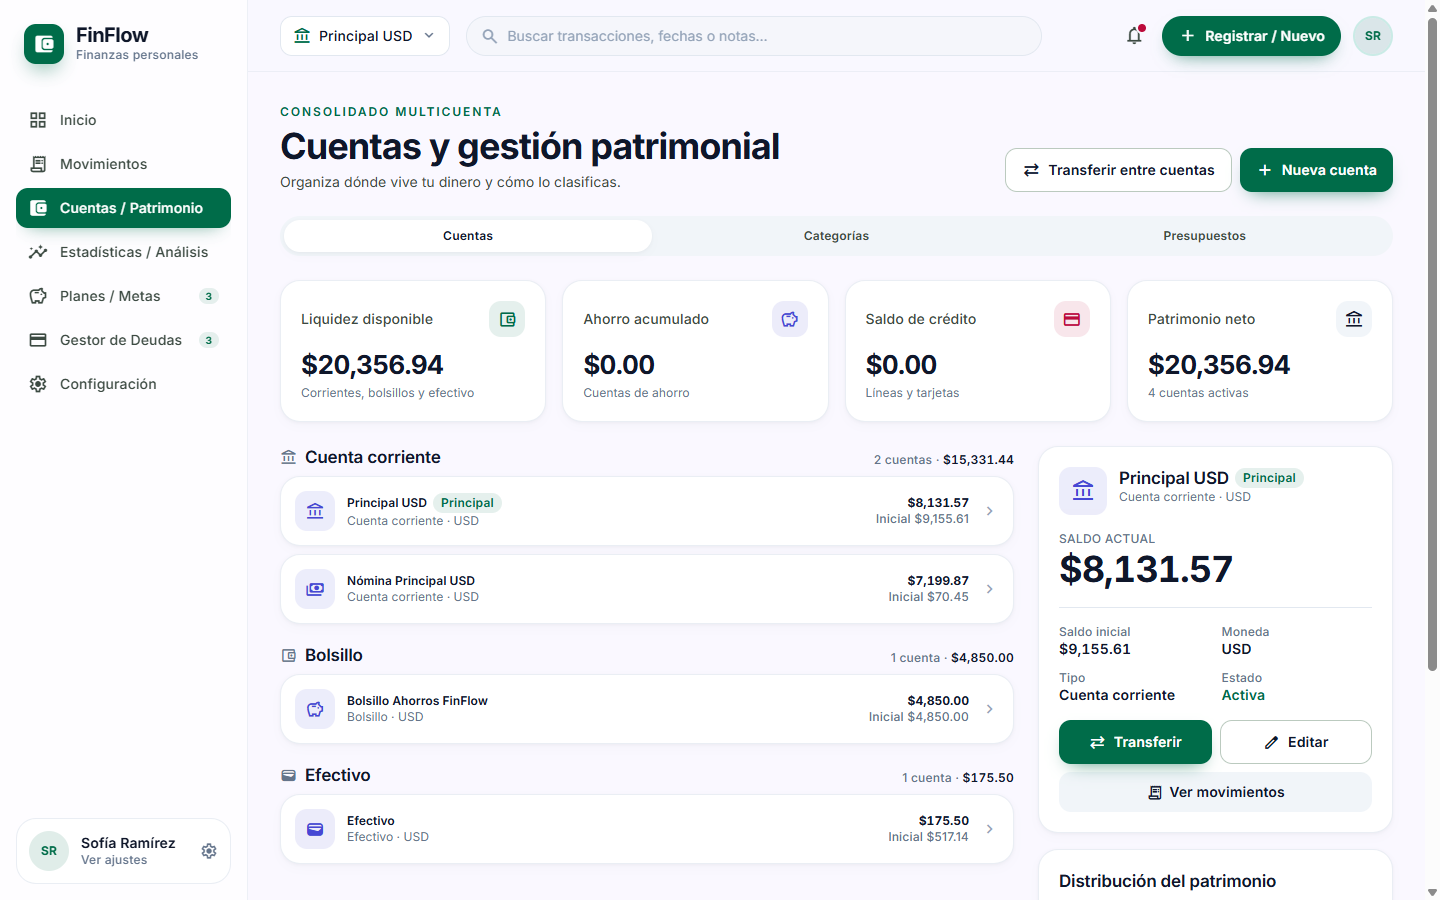 FinFlow
Finanzas personales
Inicio
Movimientos
Cuentas / Patrimonio
Estadísticas / Análisis
Planes / Metas 3
Gestor de Deudas 3
Configuración
SR
Sofía Ramírez
Ver ajustes
Principal USD
Buscar transacciones, fechas o notas...
Registrar / Nuevo
SR
CONSOLIDADO MULTICUENTA
Cuentas y gestión patrimonial
Organiza dónde vive tu dinero y cómo lo clasificas.
Transferir entre cuentas
Nueva cuenta
Cuentas
Categorías
Presupuestos
Liquidez disponible
$20,356.94
Corrientes, bolsillos y efectivo
Ahorro acumulado
$0.00
Cuentas de ahorro
Saldo de crédito
$0.00
Líneas y tarjetas
Patrimonio neto
$20,356.94
4 cuentas activas
Cuenta corriente
2 cuentas · $15,331.44
Principal USD Principal
Cuenta corriente · USD
$8,131.57
Inicial $9,155.61
Nómina Principal USD
Cuenta corriente · USD
$7,199.87
Inicial $70.45
Bolsillo
1 cuenta · $4,850.00
Bolsillo Ahorros FinFlow
Bolsillo · USD
$4,850.00
Inicial $4,850.00
Efectivo
1 cuenta · $175.50
Efectivo
Efectivo · USD
$175.50
Inicial $517.14
Principal USD Principal
Cuenta corriente · USD
SALDO ACTUAL
$8,131.57
Saldo inicial
$9,155.61
Moneda
USD
Tipo
Cuenta corriente
Estado
Activa
Transferir
Editar
Ver movimientos
Distribución del patrimonio